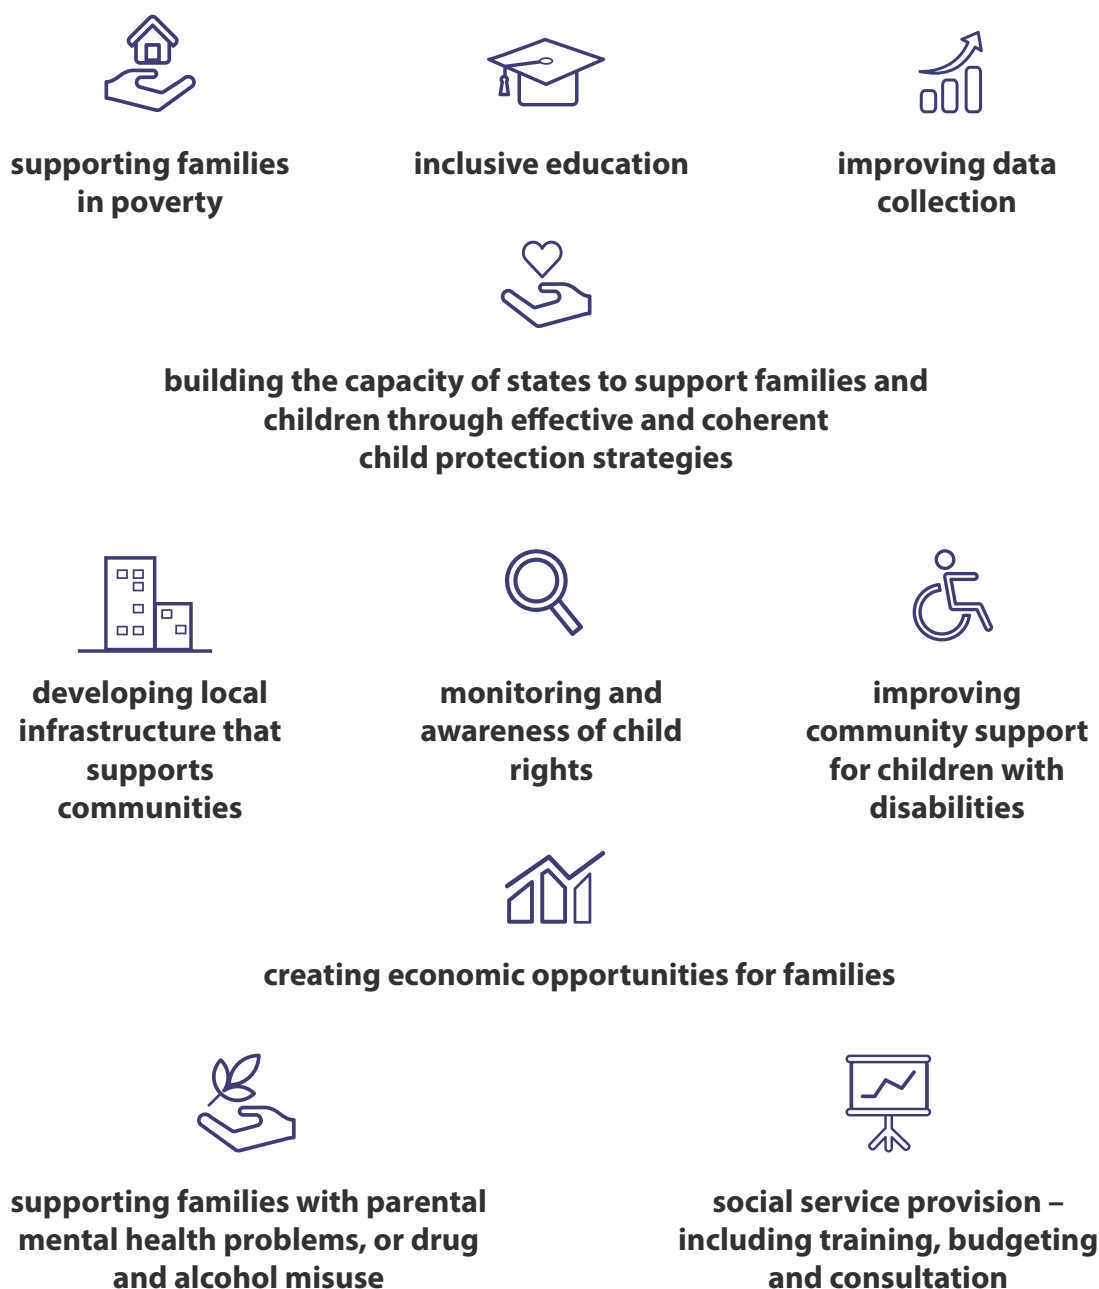 supporting families
in poverty
inclusive education
improving data
collection
building the capacity of states to support families and
children through effective and coherent
child protection strategies
developing local
infrastructure that
supports
communities
monitoring and
awareness of child
rights
improving
community support
for children with
disabilities
creating economic opportunities for families
supporting families with parental
mental health problems, or drug
and alcohol misuse
social service provision –
including training, budgeting
and consultation